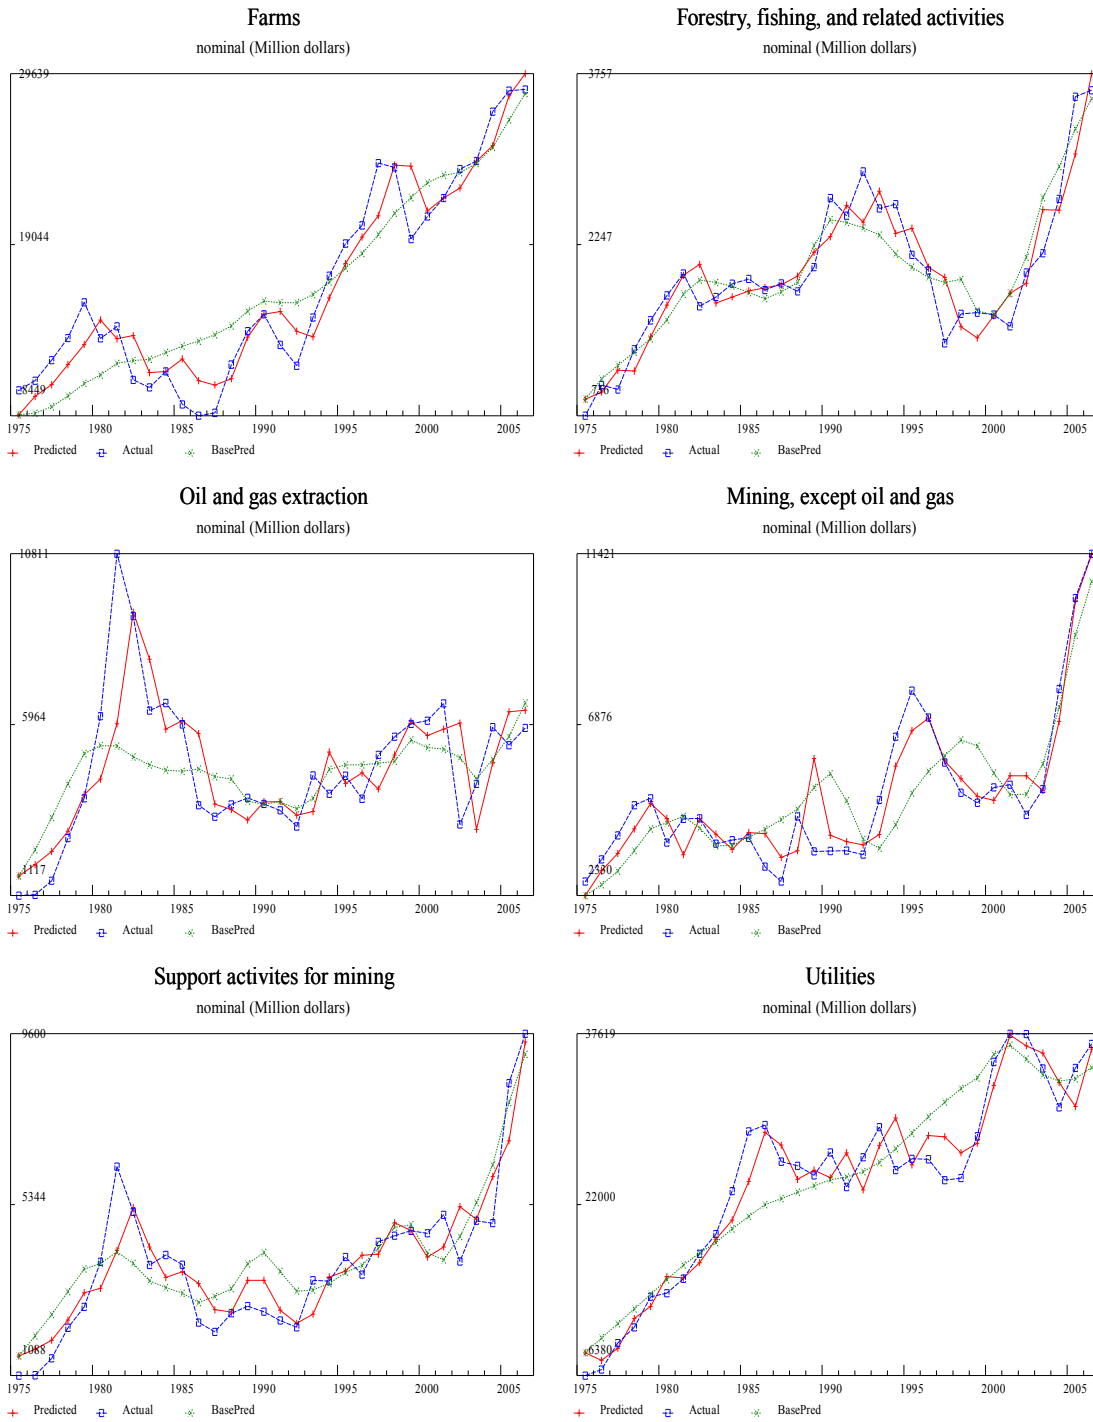 Farms
nominal (Million dollars)
29639
19044
8449
1975 1980 1985 1990 1995 2000 2005
Predicted Actual BasePred
Forestry, fishing, and related activities
nominal (Million dollars)
3757
2247
736
1975 1980 1985 1990 1995 2000 2005
Predicted Actual BasePred
Oil and gas extraction
nominal (Million dollars)
10811
5964
1117
1975 1980 1985 1990 1995 2000 2005
Predicted Actual BasePred
Mining, except oil and gas
nominal (Million dollars)
11421
6876
2330
1975 1980 1985 1990 1995 2000 2005
Predicted Actual BasePred
Support activites for mining
nominal (Million dollars)
9600
5344
1088
1975 1980 1985 1990 1995 2000 2005
Predicted Actual BasePred
Utilities
nominal (Million dollars)
37619
22000
6380
1975 1980 1985 1990 1995 2000 2005
Predicted Actual BasePred